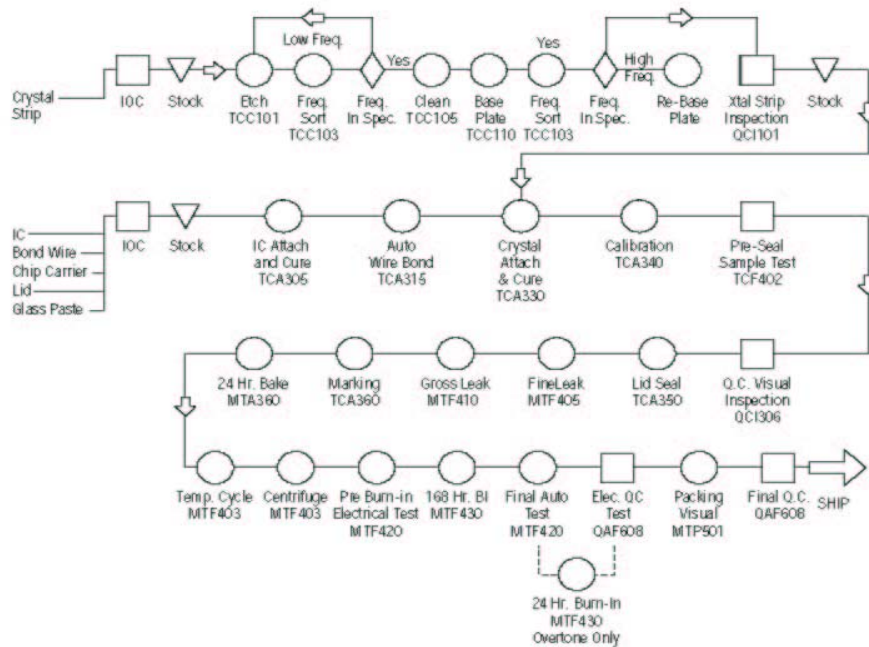 Low Freq.
Yes
Yes
High
Freq.
Crystal
Strip
IOC
Stock
Etch
TCC101
Freq.
Sort
TCC103
Freq.
In Spec.
Clean
TCC105
Base
Plate
TCC110
Freq.
Sort
TCC103
Freq.
In Spec.
Re-Base
Plate
Xtal Strip
Inspection
QCI101
Stock
IC
Bond Wire
Chip Carrier
Lid
Glass Paste
IOC
Stock
IC Attach
and Cure
TCA305
Auto
Wire Bond
TCA315
Crystal
Attach
& Cure
TCA330
Calibration
TCA340
Pre-Seal
Sample Test
TCF402
24 Hr. Bake
MTA360
Marking
TCA360
Gross Leak
MTF410
FineLeak
MTF405
Lid Seal
TCA350
Q.C. Visual
Inspection
QCI306
Temp. Cycle
MTF403
Centrifuge
MTF403
Pre Burn-in
Electrical Test
MTF420
168 Hr. BI
MTF430
Final Auto
Test
MTF420
Elec. QC
Test
QAF608
Packing
Visual
MTP501
Final Q.C.
QAF608
SHIP
24 Hr. Burn-In
MTF430
Overtone Only